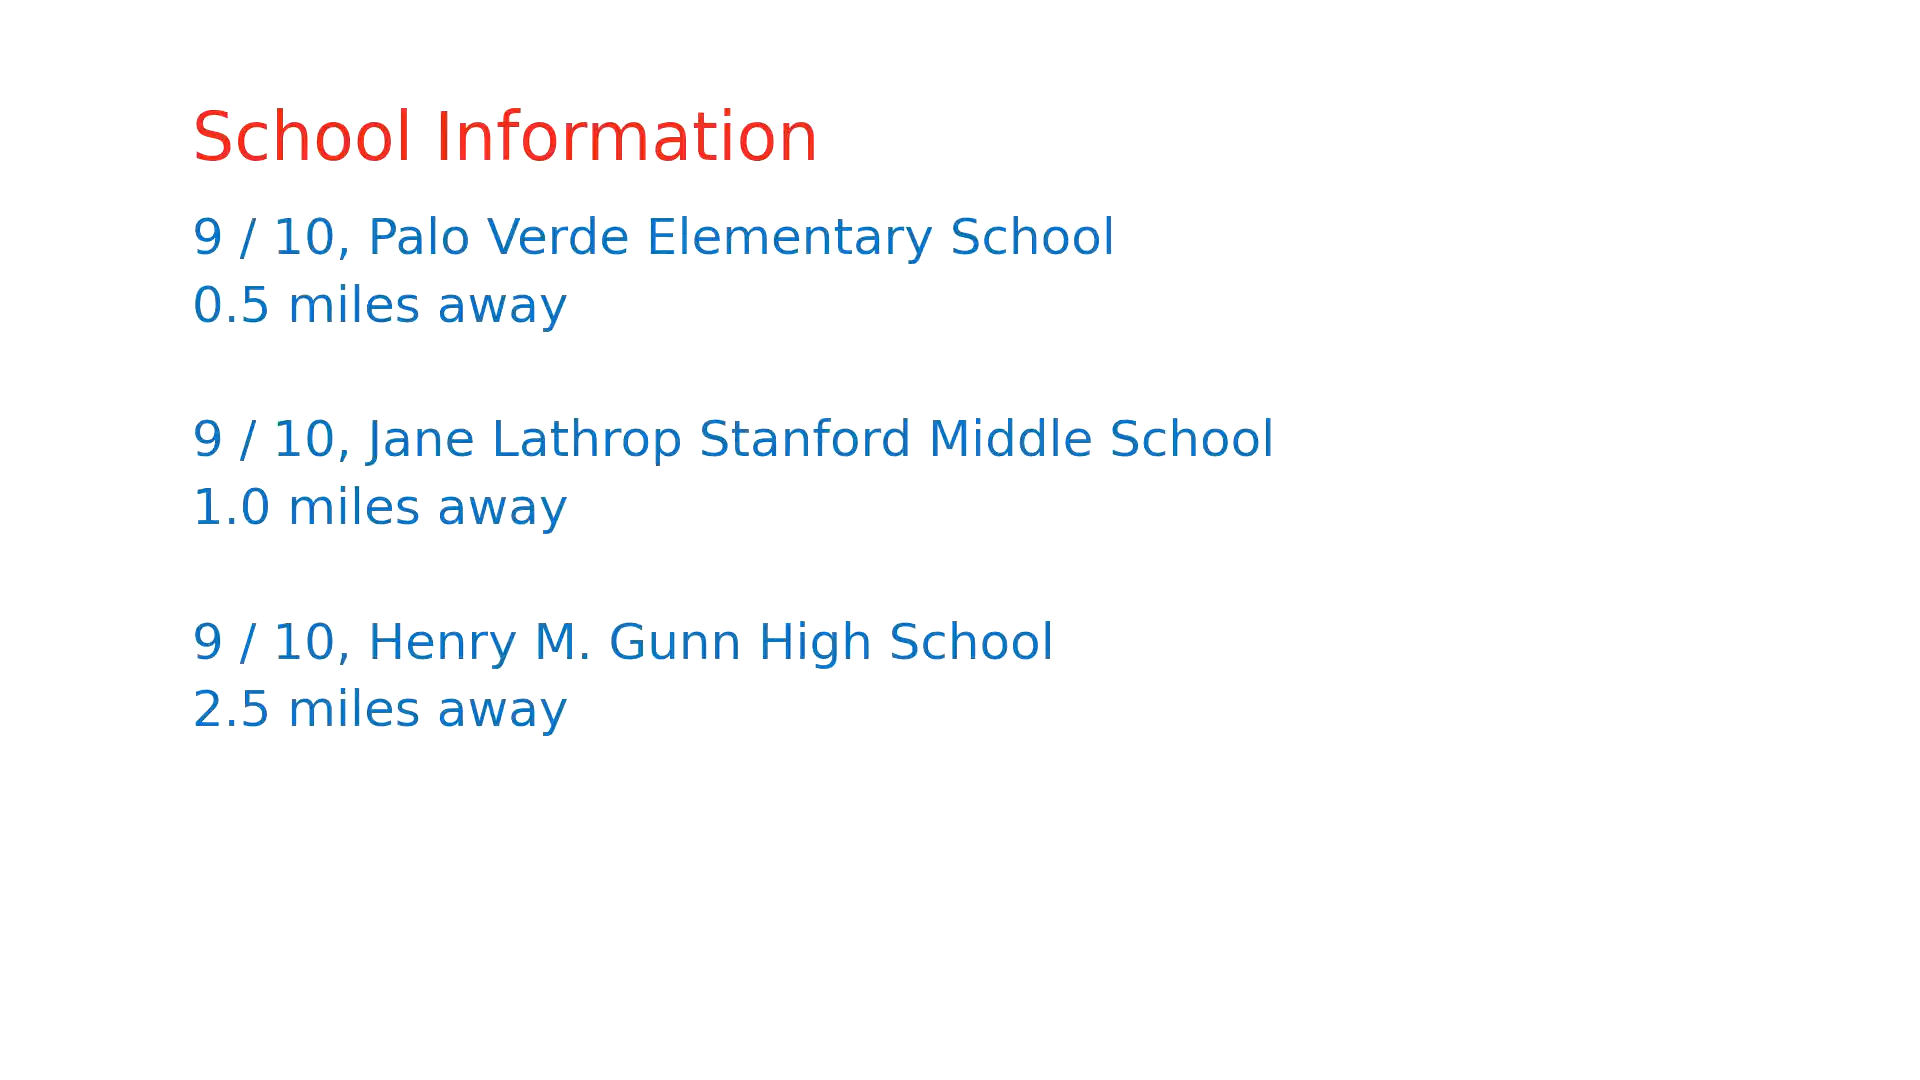 School Information
9 / 10, Palo Verde Elementary School
0.5 miles away
9 / 10, Jane Lathrop Stanford Middle School
1.0 miles away
9 / 10, Henry M. Gunn High School
2.5 miles away